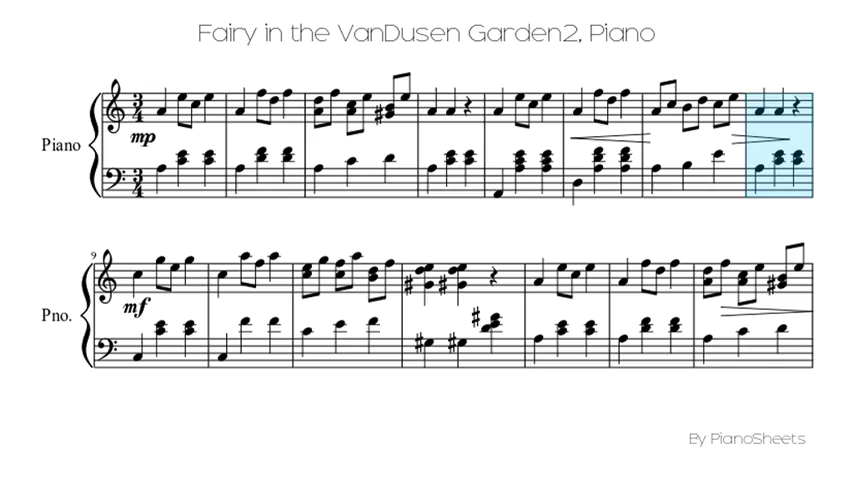 Fairy in the VanDusen Garden2, Piano
Piano
mp
9
mf
Pno.
By PianoSheets